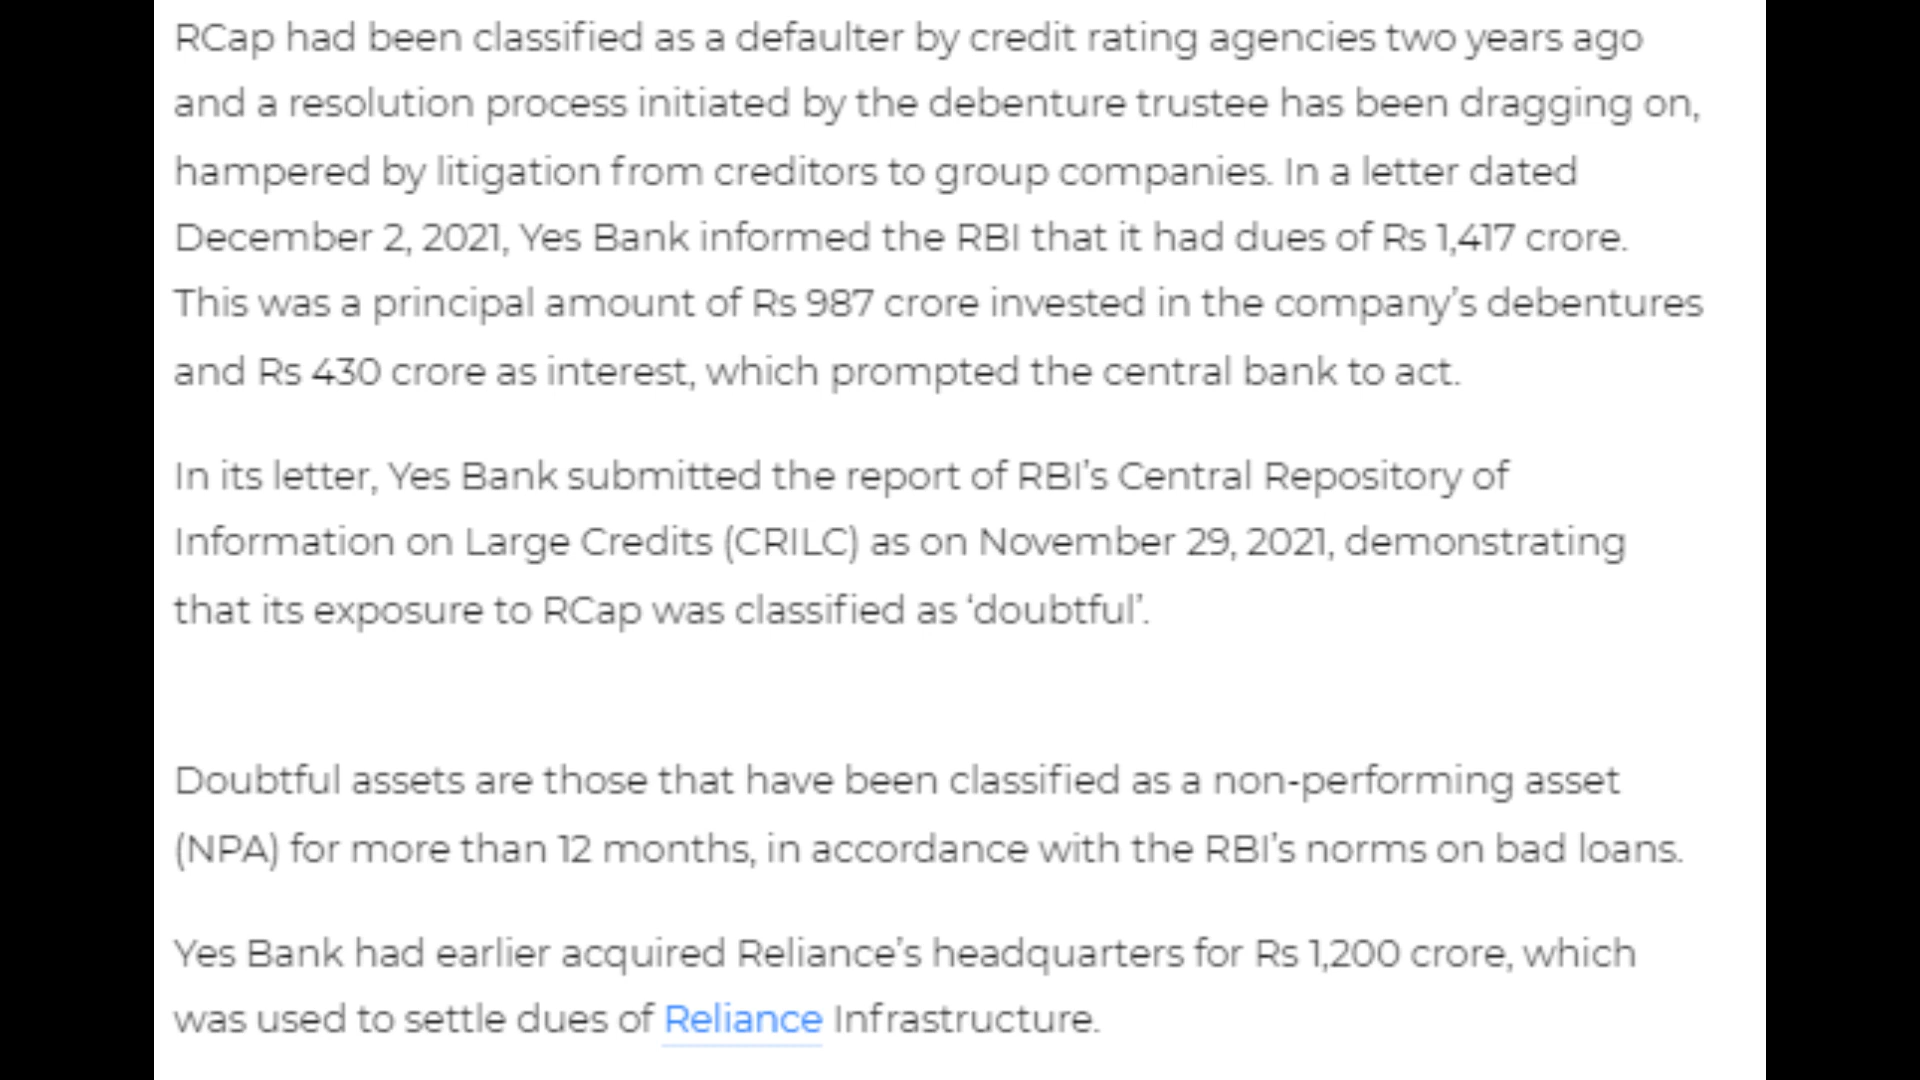 RCap had been classified as a defaulter by credit rating agencies two years ago
and a resolution process initiated by the debenture trustee has been dragging on,
hampered by litigation from creditors to group companies. In a letter dated
December 2, 2021, Yes Bank informed the RBI that it had dues of Rs 1,417 crore.
This was a principal amount of Rs 987 crore invested in the company’s debentures
and Rs 430 crore as interest, which prompted the central bank to act.
In its letter, Yes Bank submitted the report of RBI’s Central Repository of
Information on Large Credits (CRILC) as on November 29, 2021, demonstrating
that its exposure to RCap was classified as ‘doubtful’.
Doubtful assets are those that have been classified as a non-performing asset
(NPA) for more than 12 months, in accordance with the RBI’s norms on bad loans.
Yes Bank had earlier acquired Reliance’s headquarters for Rs 1,200 crore, which
was used to settle dues of Reliance Infrastructure.